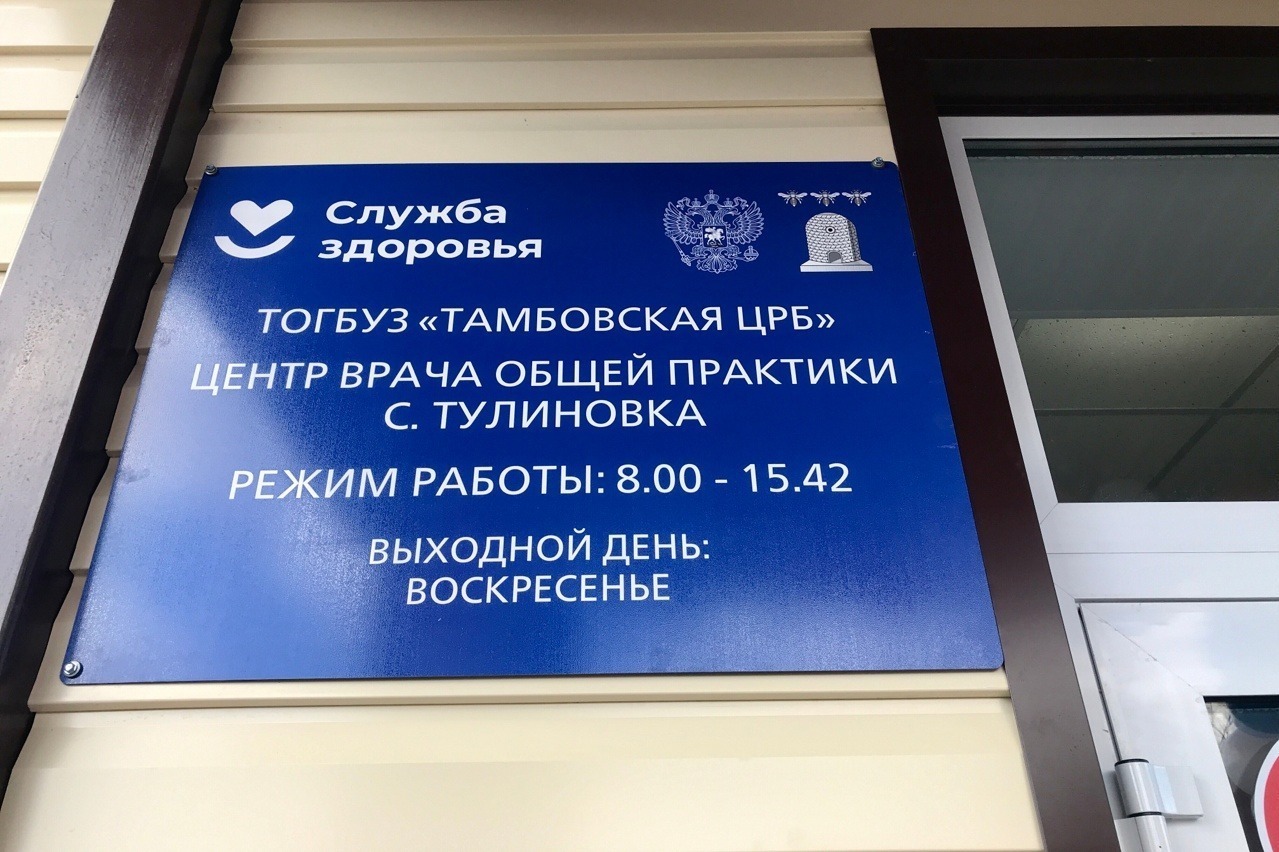 Служба
здоровья
ТОГБУЗ «ТАМБОВСКАЯ ЦРБ»
ЦЕНТР ВРАЧА ОБЩЕЙ ПРАКТИКИ
С. ТУЛИНОВКА
РЕЖИМ РАБОТЫ: 8.00 - 15.42
ВЫХОДНОЙ ДЕНЬ:
ВОСКРЕСЕНЬЕ